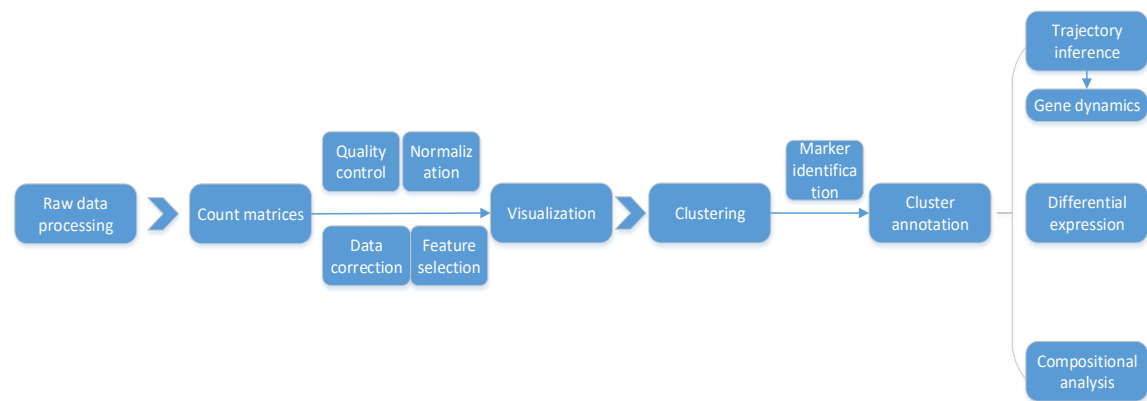 Raw data
processing
Count matrices
Quality
control
Normaliz
ation
Data
correction
Feature
selection
Visualization
Clustering
Marker
identifica
tion
Cluster
annotation
Trajectory
inference
Gene dynamics
Differential
expression
Compositional
analysis